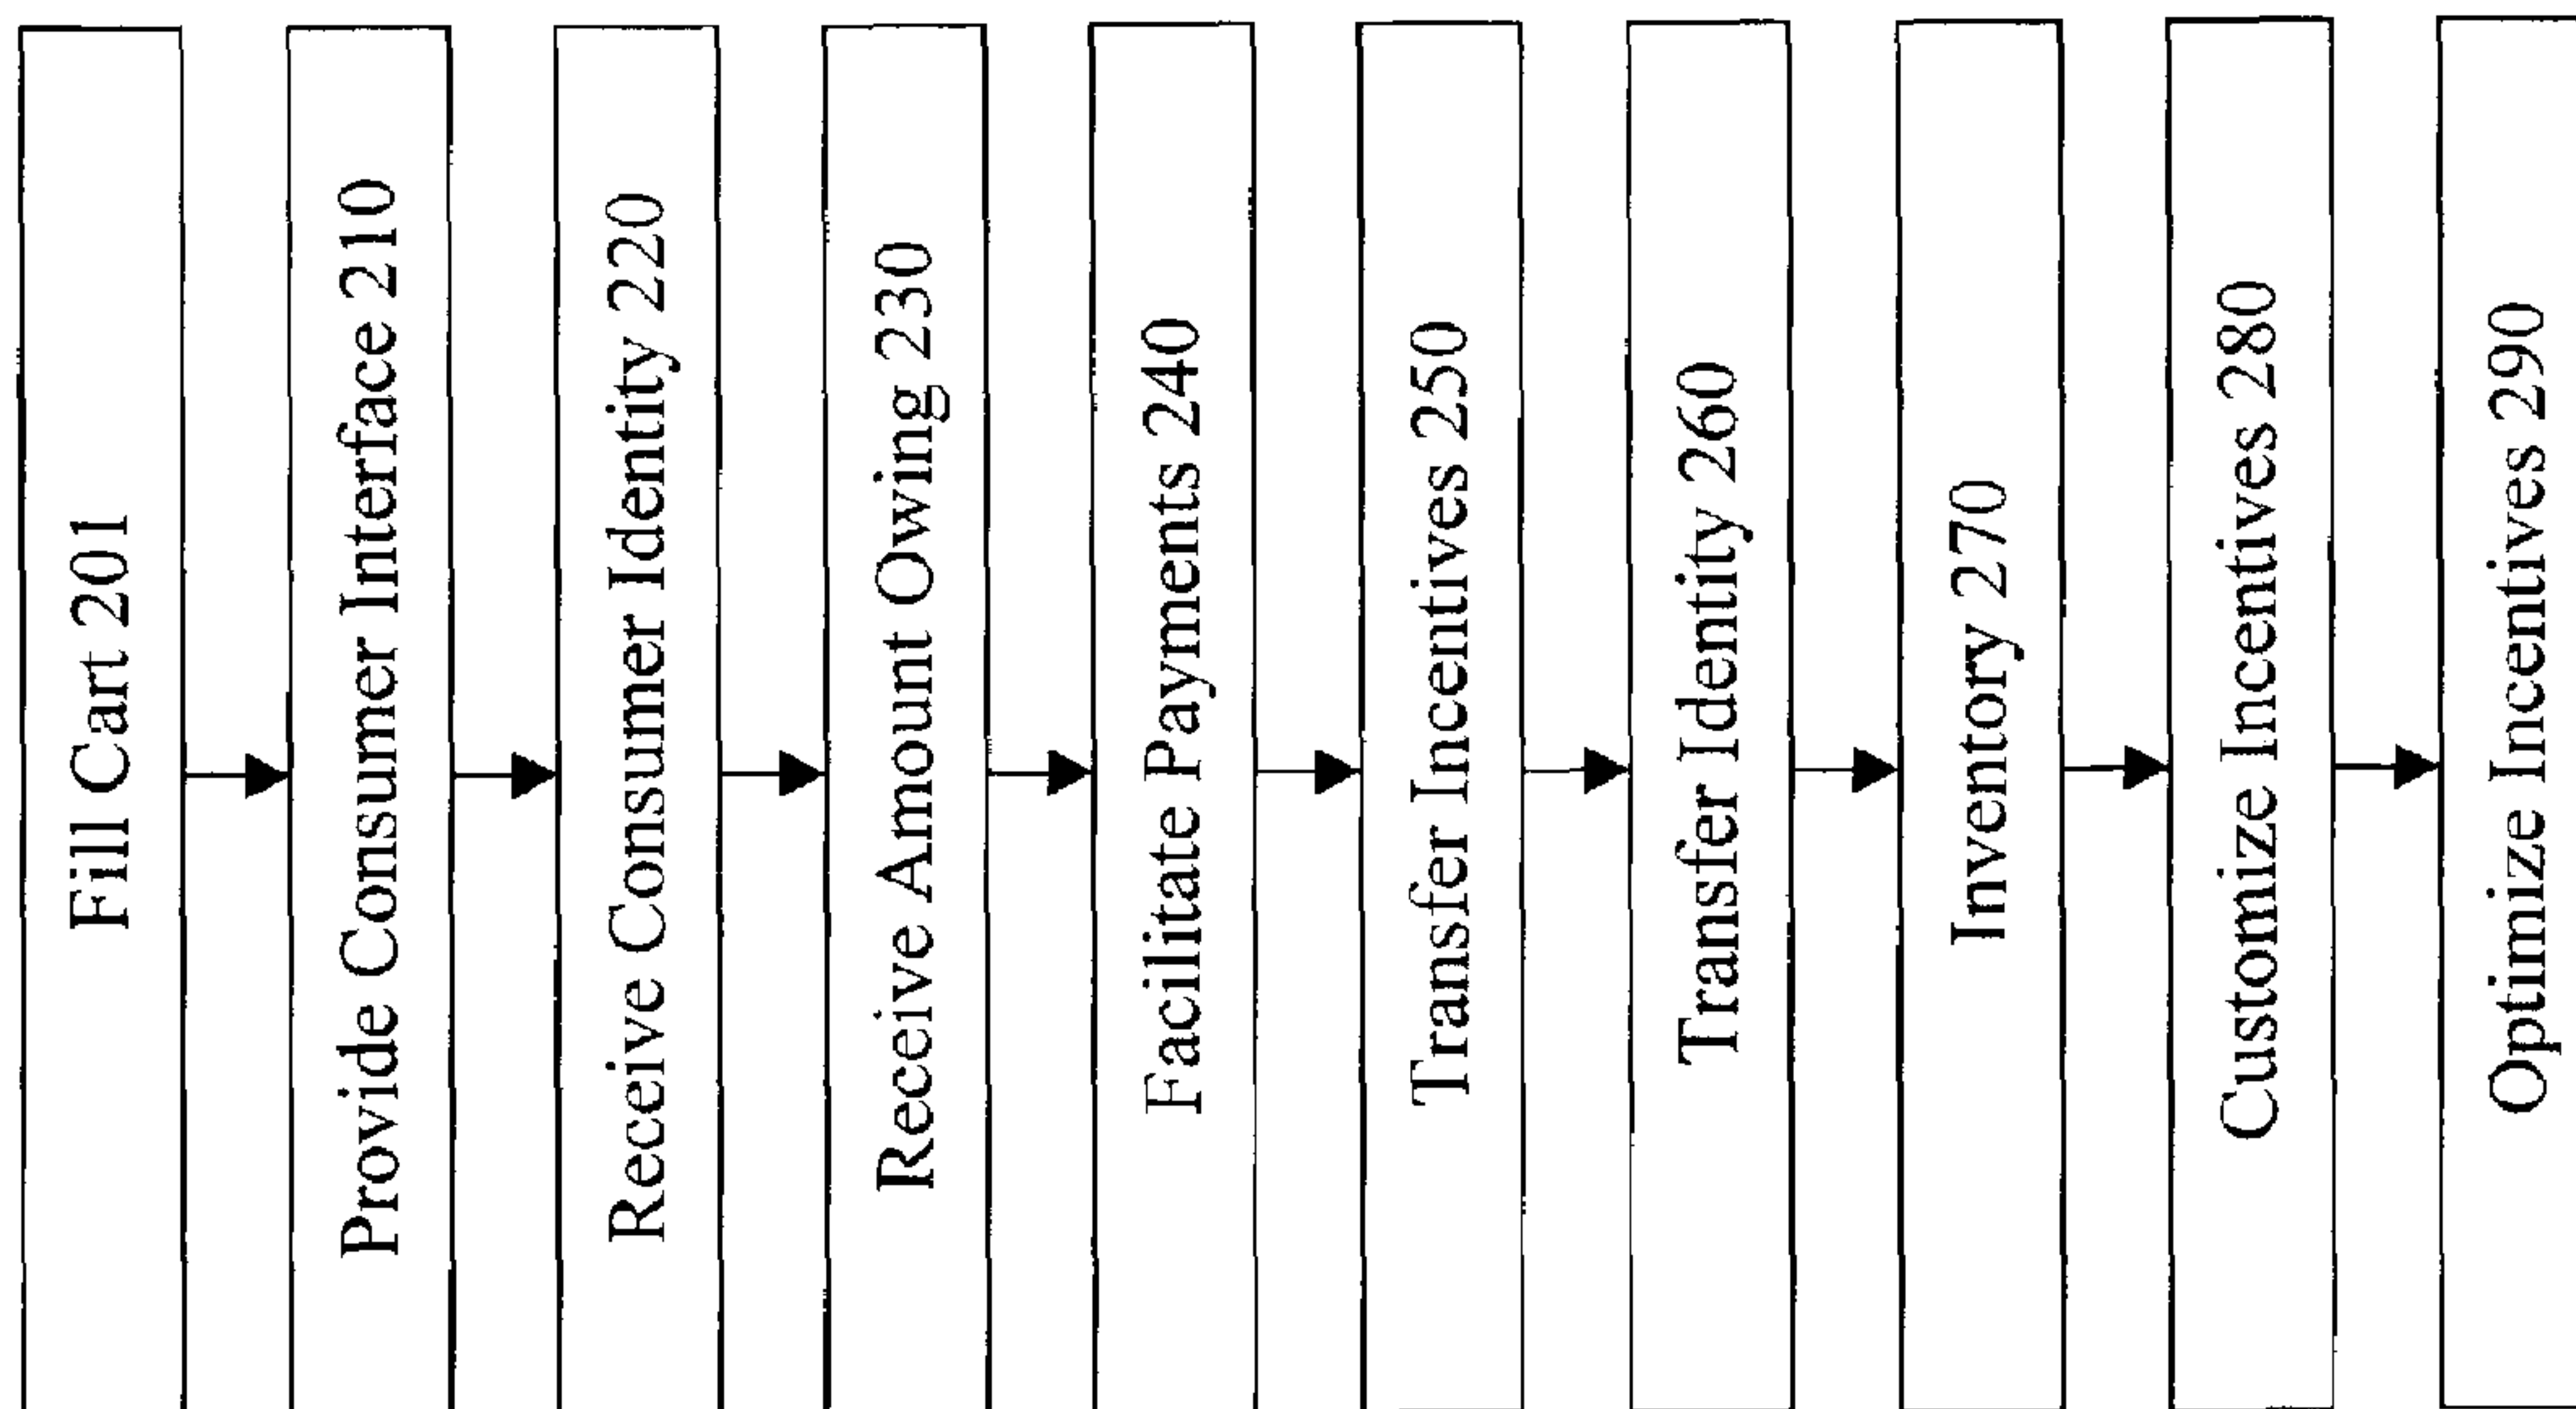 Fill Cart 201
Provide Consumer Interface 210
Receive Consumer Identity 220
Receive Amount Owing 230
Facilitate Payments 240
Transfer Incentives 250
Transfer Identity 260
Inventory 270
Customize Incentives 280
Optimize Incentives 290